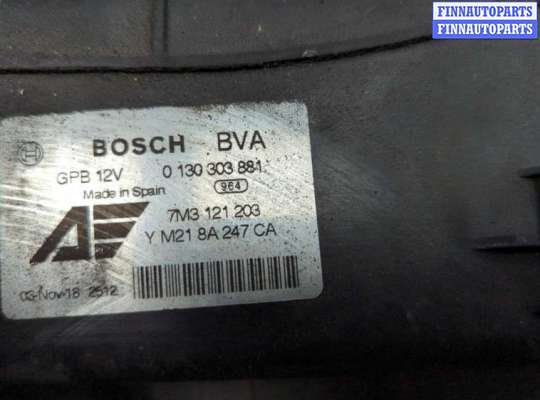 FINNAUTOPARTS
FINNAUTOPARTS
BOSCH BVA
GPB 12V 0 130 303 881
964
Made in Spain
7M3 121 203
Y M21 8A 247 CA
03-Nov-18 2512